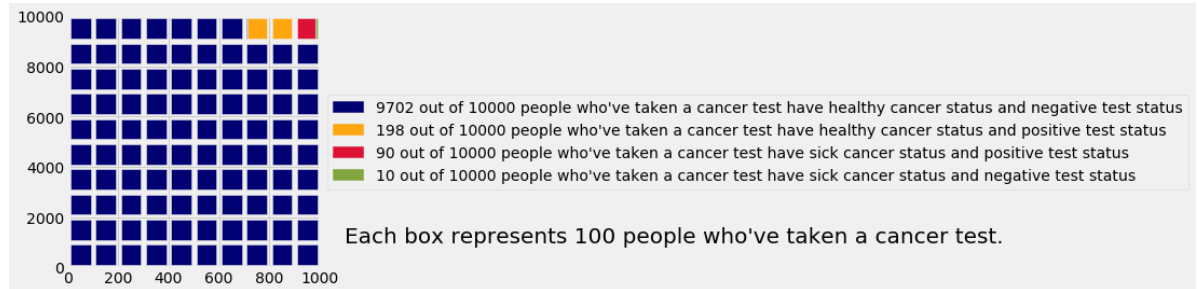 10000
8000
6000
4000
2000
0
0 200 400 600 800 1000
9702 out of 10000 people who've taken a cancer test have healthy cancer status and negative test status
198 out of 10000 people who've taken a cancer test have healthy cancer status and positive test status
90 out of 10000 people who've taken a cancer test have sick cancer status and positive test status
10 out of 10000 people who've taken a cancer test have sick cancer status and negative test status
Each box represents 100 people who've taken a cancer test.